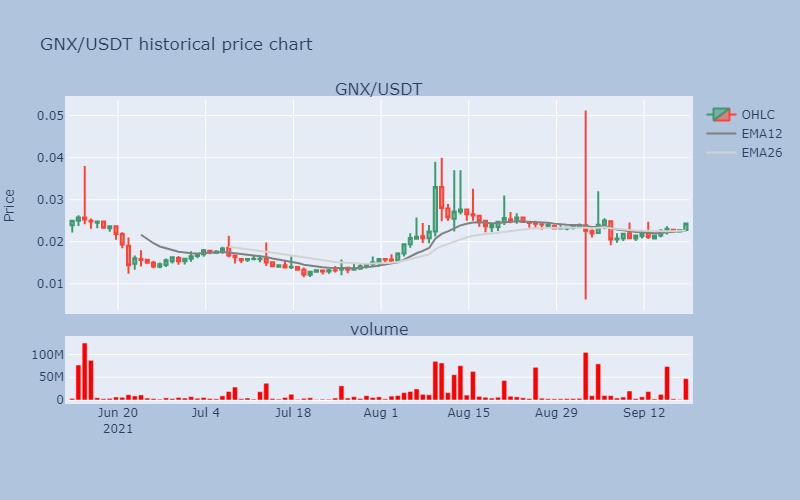 GNX/USDT historical price chart
GNX/USDT
Price
0.05
0.04
0.03
0.02
0.01
OHLC
EMA12
EMA26
volume
100M
50M
0
Jun 20
2021
Jul 4
Jul 18
Aug 1
Aug 15
Aug 29
Sep 12